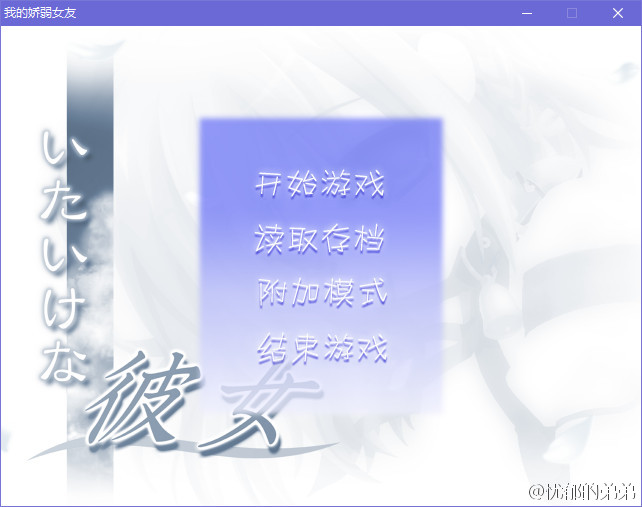 我的娇弱女友
いたいけな
彼女
开始游戏
读取存档
附加模式
结束游戏
@忧郁的弟弟